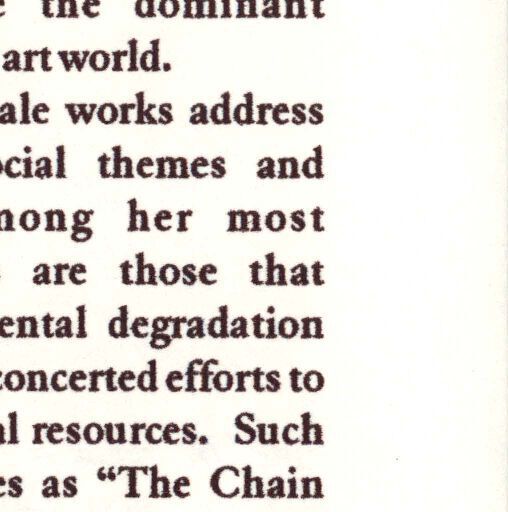 the dominant
art world.
ale works address
ocial themes and
mong her most
are those that
ental degradation
concerted efforts to
al resources. Such
es as “The Chain